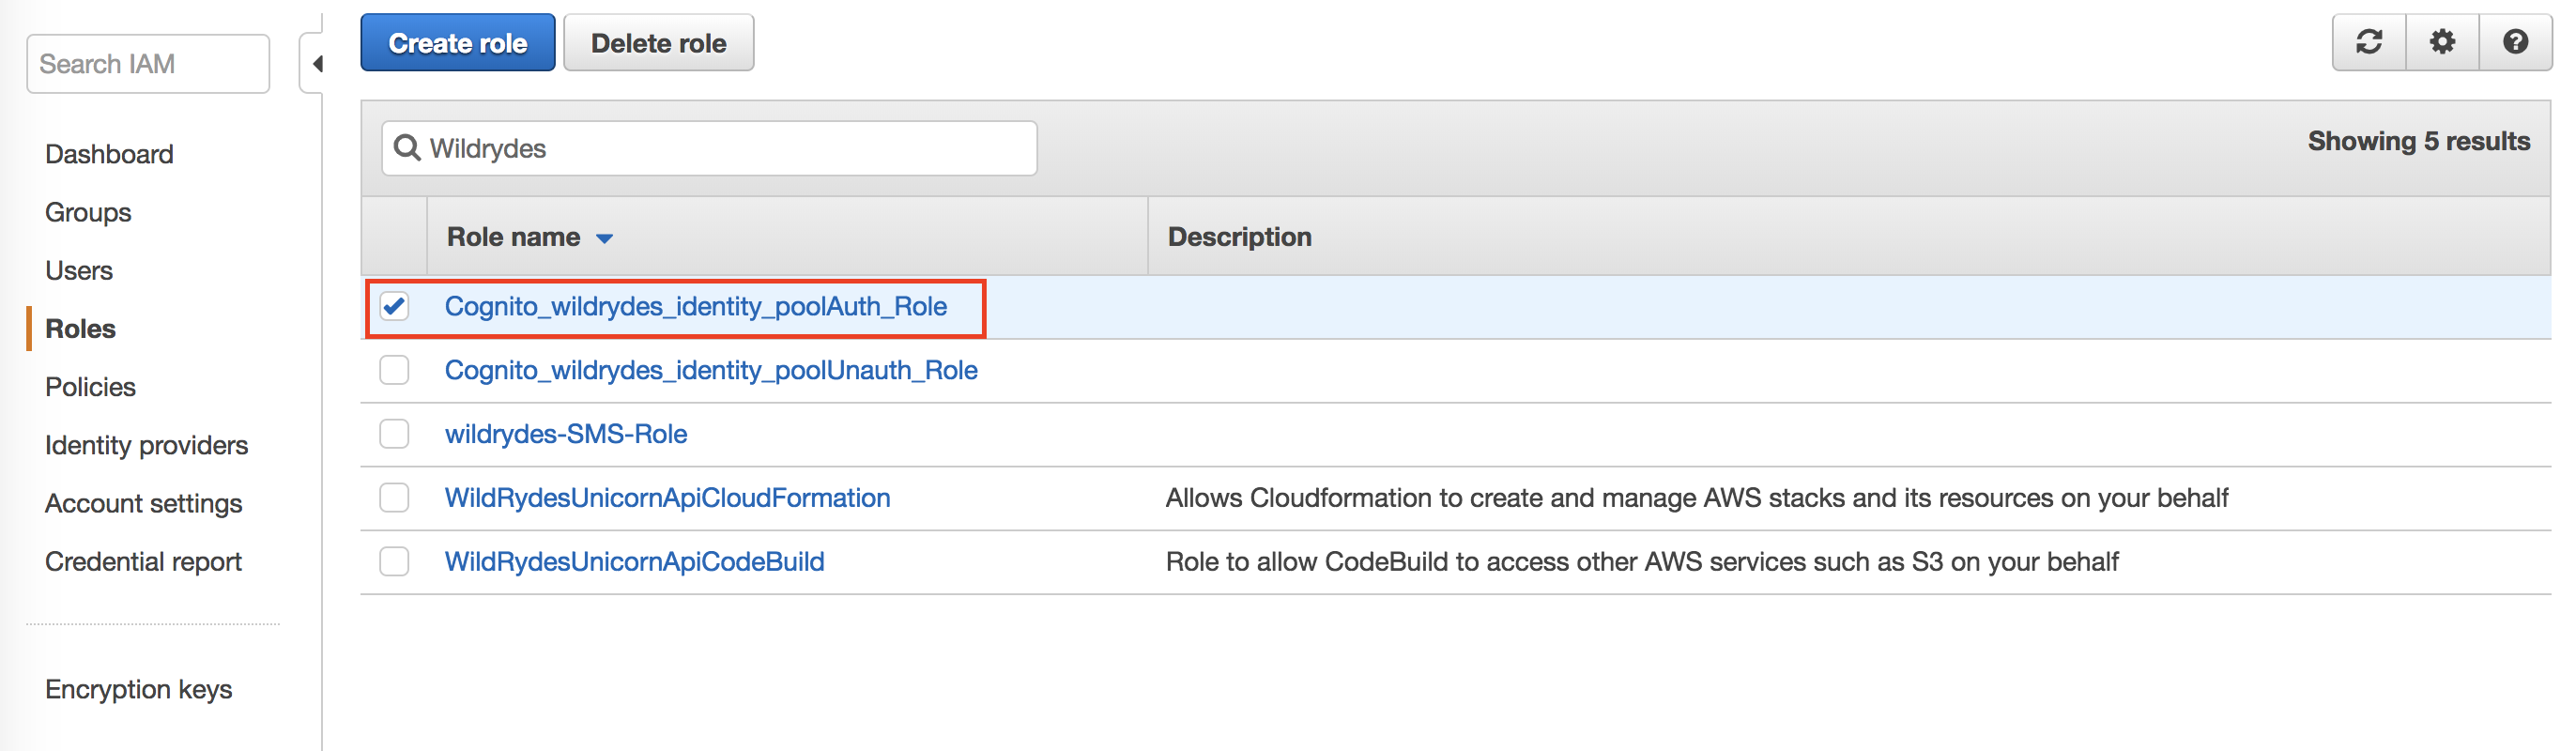 Search IAM
Dashboard
Groups
Users
Roles
Policies
Identity providers
Account settings
Credential report
Encryption keys
Create role
Delete role
Wildrydes
Showing 5 results
Role name
Description
Cognito_wildrydes_identity_poolAuth_Role
Cognito_wildrydes_identity_poolUnauth_Role
wildrydes-SMS-Role
WildRydesUnicornApiCloudFormation Allows Cloudformation to create and manage AWS stacks and its resources on your behalf
WildRydesUnicornApiCodeBuild Role to allow CodeBuild to access other AWS services such as S3 on your behalf